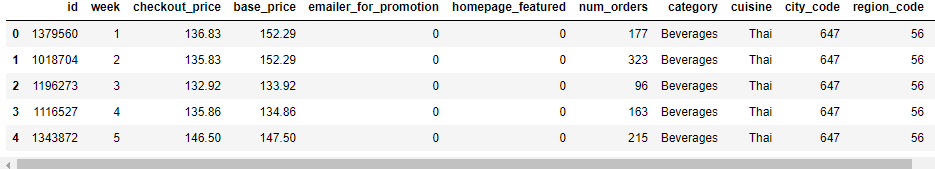 id week checkout_price base_price emailer_for_promotion homepage_featured num_orders category cuisine city_code region_code
0 1379560 1 136.83 152.29 0 0 177 Beverages Thai 647 56
1 1018704 2 135.83 152.29 0 0 323 Beverages Thai 647 56
2 1196273 3 132.92 133.92 0 0 96 Beverages Thai 647 56
3 1116527 4 135.86 134.86 0 0 163 Beverages Thai 647 56
4 1343872 5 146.50 147.50 0 0 215 Beverages Thai 647 56